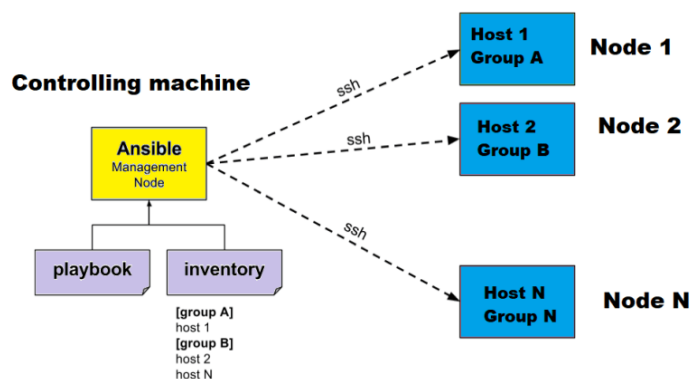 Host 1
Group A
Node 1
Controlling machine
ssh
Host 2
Group B
Node 2
ssh
Ansible
Management
Node
ssh
playbook
inventory
Host N
Group N
Node N
[group A]
host 1
[group B]
host 2
host N